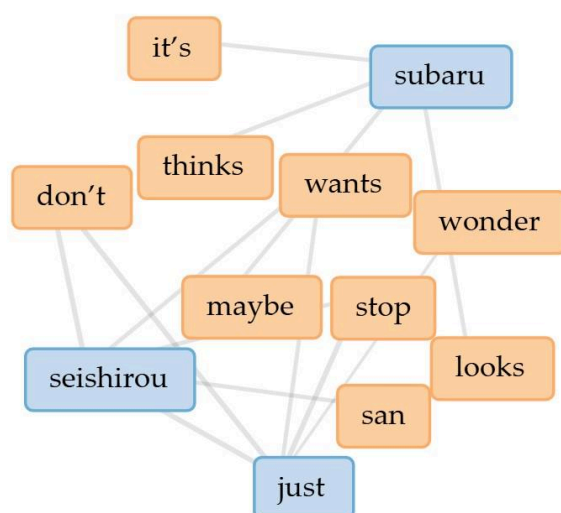 it’s
subaru
thinks
wants
don’t
wonder
maybe
stop
looks
seishirou
san
just